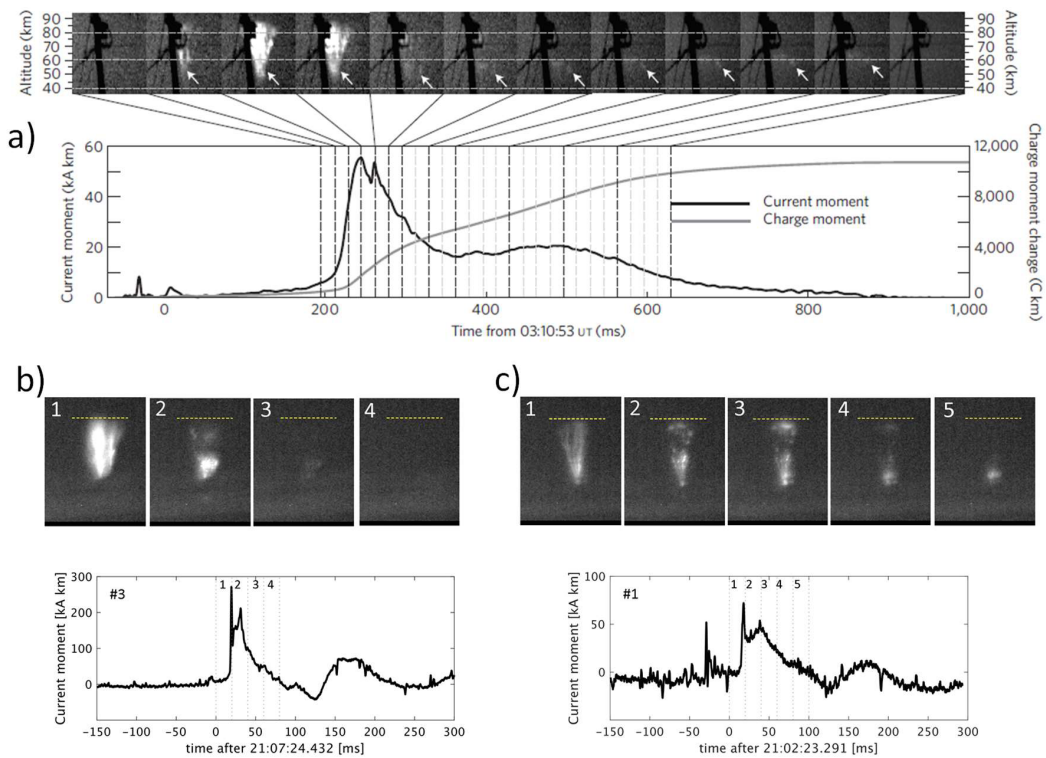 90 80 70 60 50 40
Altitude (km)
90 80 70 60 50 40
Altitude (km)
a)
60 40 20 0
Current moment (kA km)
12,000 8,000 4,000 0
Charge moment change (C km)
Current moment
Charge moment
0 200 400 600 800 1,000
Time from 03:10:53 UT (ms)
b)
1 2 3 4
c)
1 2 3 4 5
300 200 100 0
Current moment [kA km]
#3
1 2 3 4
−150 −100 −50 0 50 100 150 200 250 300
time after 21:07:24.432 [ms]
100 50 0 −50
Current moment [kA km]
#1
1 2 3 4 5
−150 −100 −50 0 50 100 150 200 250 300
time after 21:02:23.291 [ms]